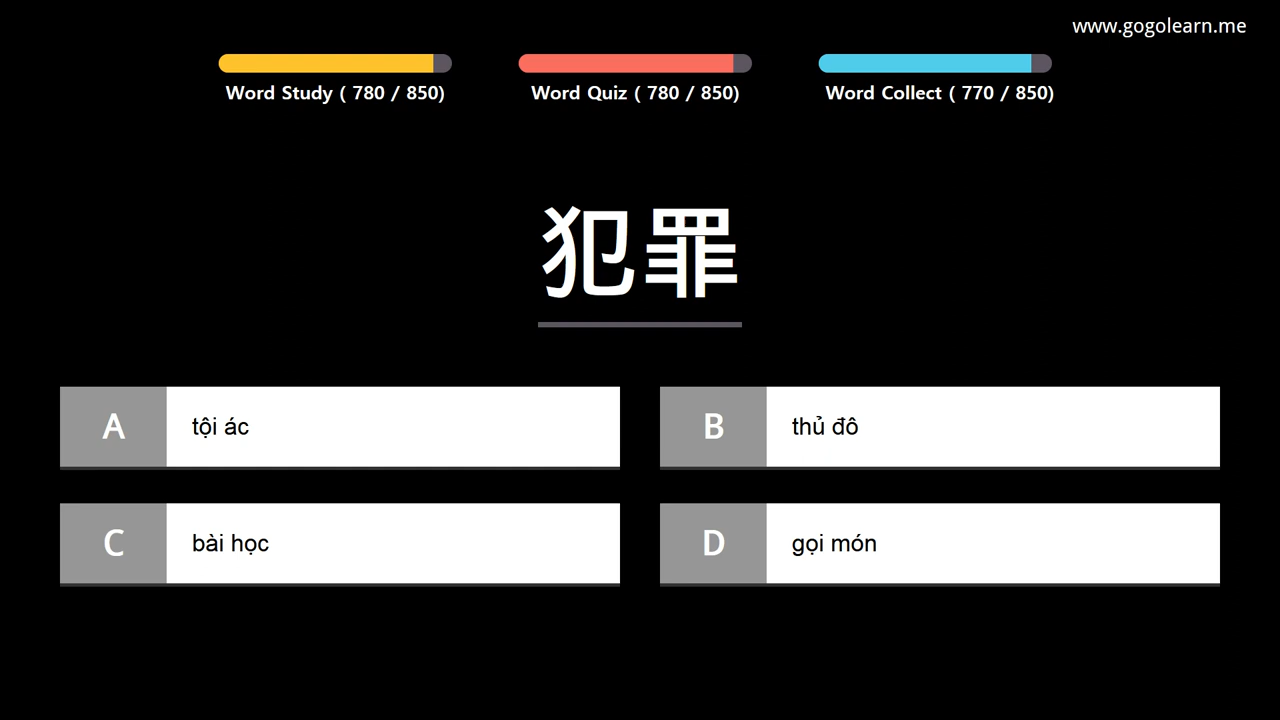 www.gogolearn.me
Word Study ( 780 / 850)
Word Quiz ( 780 / 850)
Word Collect ( 770 / 850)
犯罪
A tội ác
B thủ đô
C bài học
D gọi món